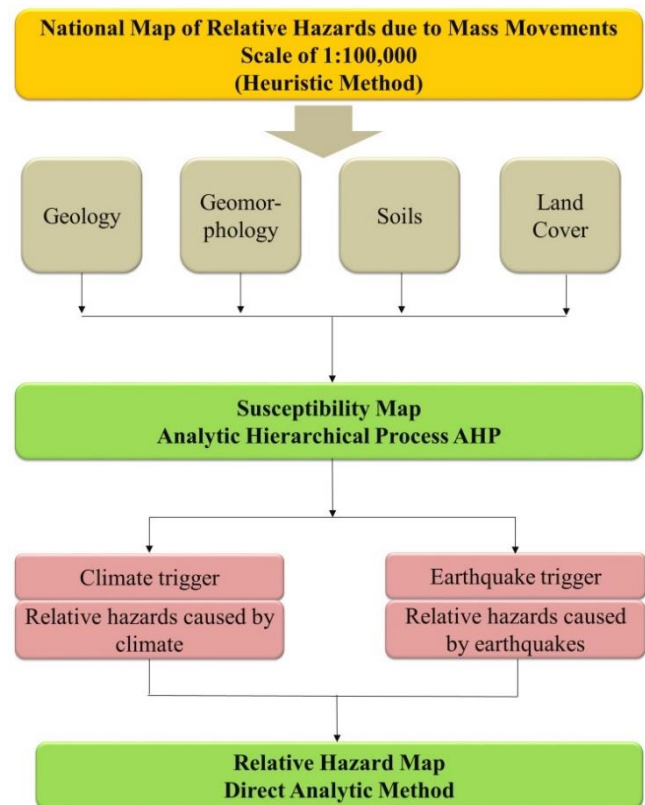 National Map of Relative Hazards due to Mass Movements
Scale of 1:100,000
(Heuristic Method)
Geology
Geomor-
phology
Soils
Land
Cover
Susceptibility Map
Analytic Hierarchical Process AHP
Climate trigger
Relative hazards caused by
climate
Earthquake trigger
Relative hazards caused
by earthquakes
Relative Hazard Map
Direct Analytic Method